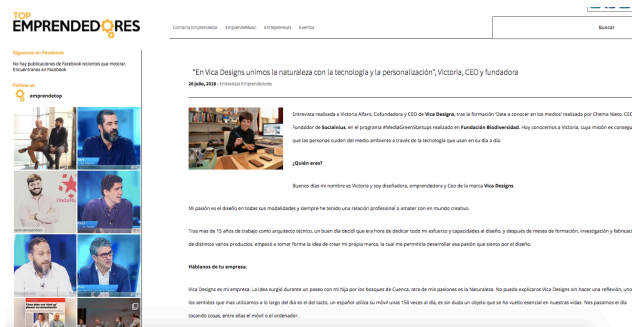 TOP
EMPRENDEDORES
Contacta Emprendedor EmprendeMusic Entrepreneurs Eventos
Buscar
Síguenos en Facebook
No hay publicaciones de Facebook recientes que mostrar.
Encuéntranos en Facebook
Follow us
emprendetop
"En Vica Designs unimos la naturaleza con la tecnología y la personalización", Victoria, CEO y fundadora
26 julio, 2018 - Entrevistas Emprendedores
Entrevista realizada a Victoria Alfaro, Cofundadora y CEO de Vica Designs, tras la formación 'Date a conocer en los medios' realizada por Chema Nieto, CEO
Fundador de Socialnius, en el programa #MediaGreenStartups realizado en Fundación Biodiversidad. Hoy conocemos a Victoria, cuya misión es consegu
que las personas cuiden del medio ambiente a través de la tecnología que usan en su día a día.
¿Quién eres?
Buenos días mi nombre es Victoria y soy diseñadora, emprendedora y Ceo de la marca Vica Designs.
Mi pasión es el diseño en todas sus modalidades y siempre he tenido una relación profesional o amater con en mundo creativo.
Tras mas de 15 años de trabajo como arquitecto técnico, un buen día decidí que era hora de dedicar todo mi esfuerzo y capacidades al diseño, y después de meses de formación, investigación y fabricaci
de distintos varios productos, empezó a tomar forma la idea de crear mi propia marca, la cual me permitiría desarrollar esa pasión que siento por el diseño.
Háblanos de tu empresa.
Vica Designs es mi empresa. La idea surgió durante un paseo con mi hija por los bosques de Cuenca, otra de mis pasiones es la Naturaleza. No puedo explicaros Vica Designs sin hacer una reflexión, uno
los sentidos que mas utilizamos a lo largo del día es el del tacto, un español utiliza su móvil unas 150 veces al día, es sin duda un objeto que se ha vuelto esencial en nuestras vidas. Nos pasamos el día
tocando cosas, entre ellas el móvil o el ordenador.